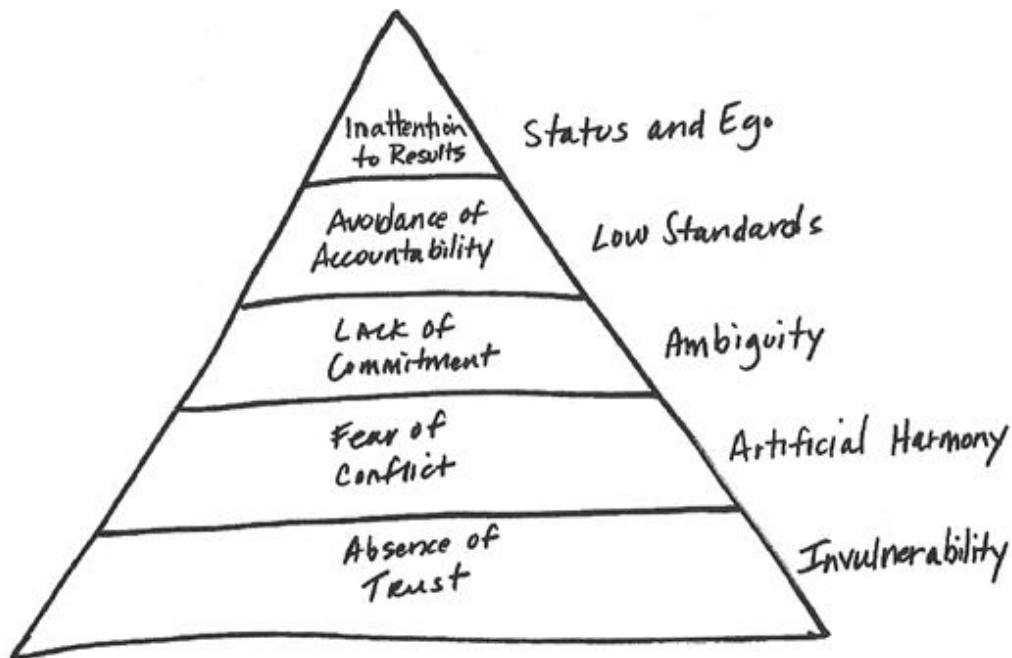 Inattention
to Results
Status and Ego
Avoidance of
Accountability
Low Standards
Lack of
Commitment
Ambiguity
Fear of
Conflict
Artificial Harmony
Absence of
Trust
Invulnerability